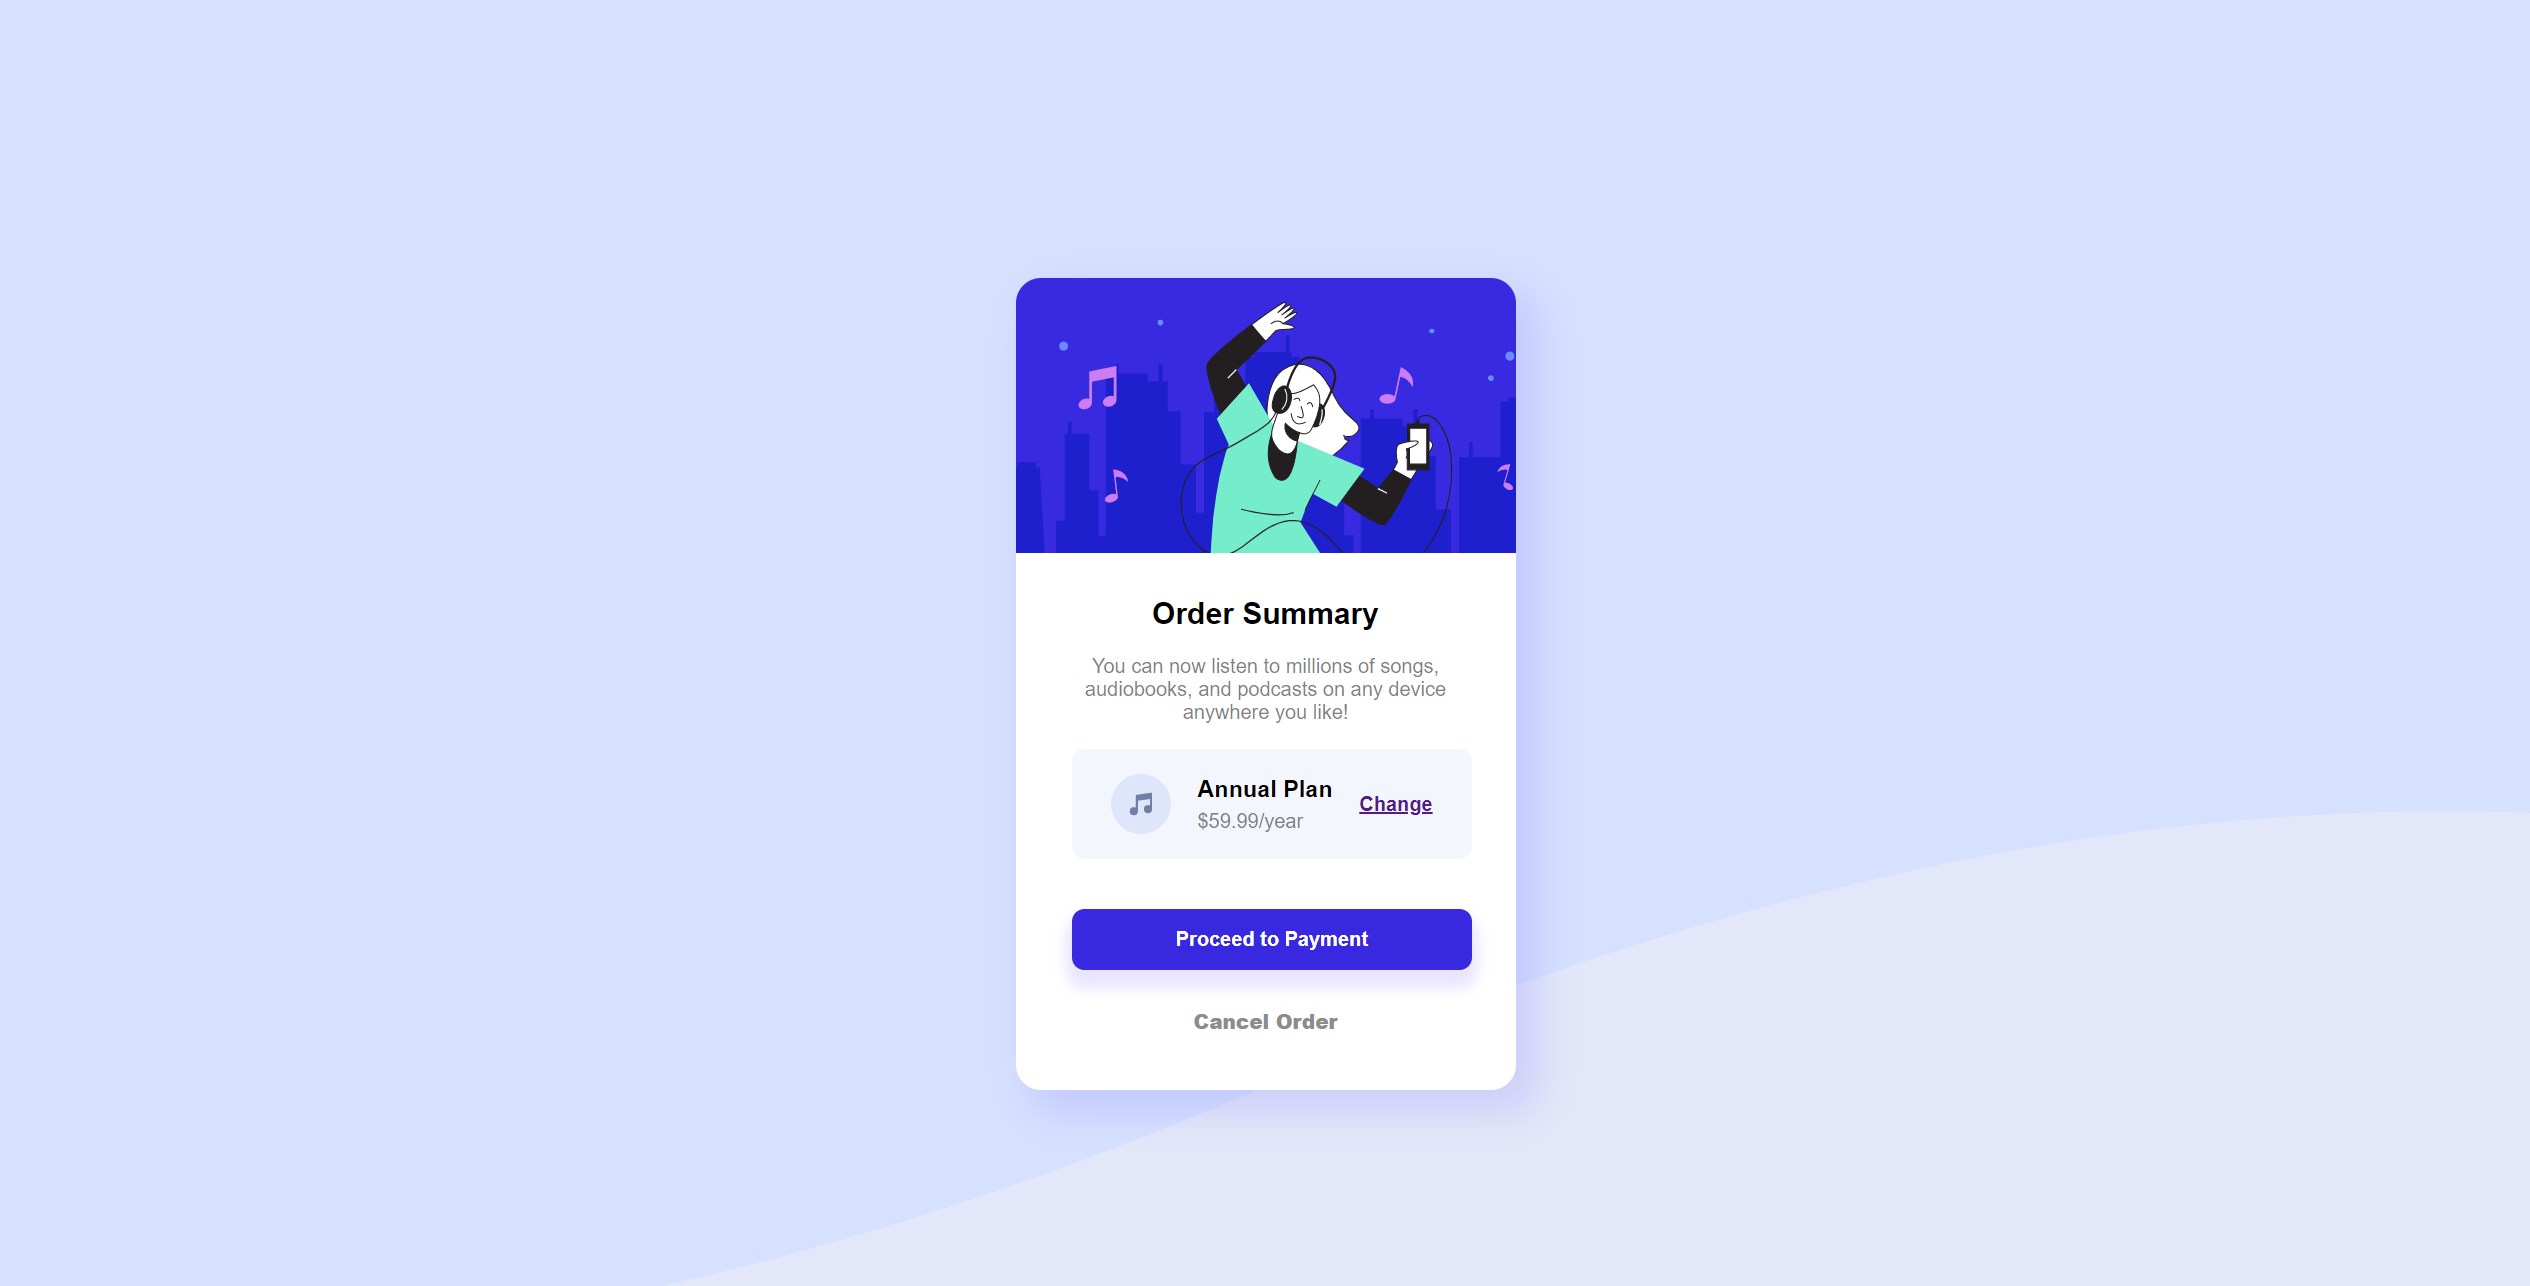 Order Summary
You can now listen to millions of songs,
audiobooks, and podcasts on any device
anywhere you like!
Annual Plan
$59.99/year
Change
Proceed to Payment
Cancel Order